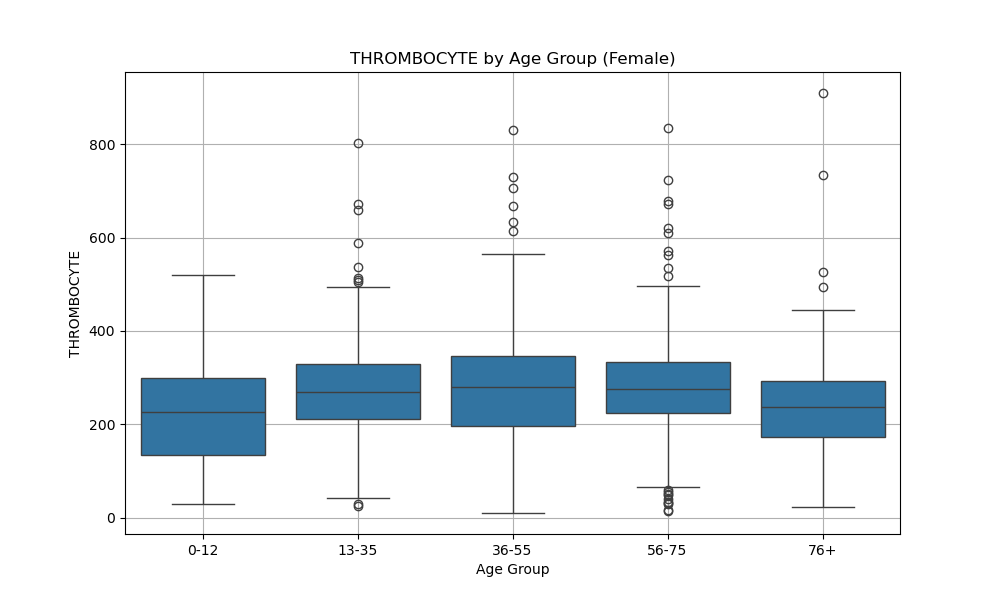 THROMBOCYTE by Age Group (Female)
THROMBOCYTE
800
600
400
200
0
0-12 13-35 36-55 56-75 76+
Age Group